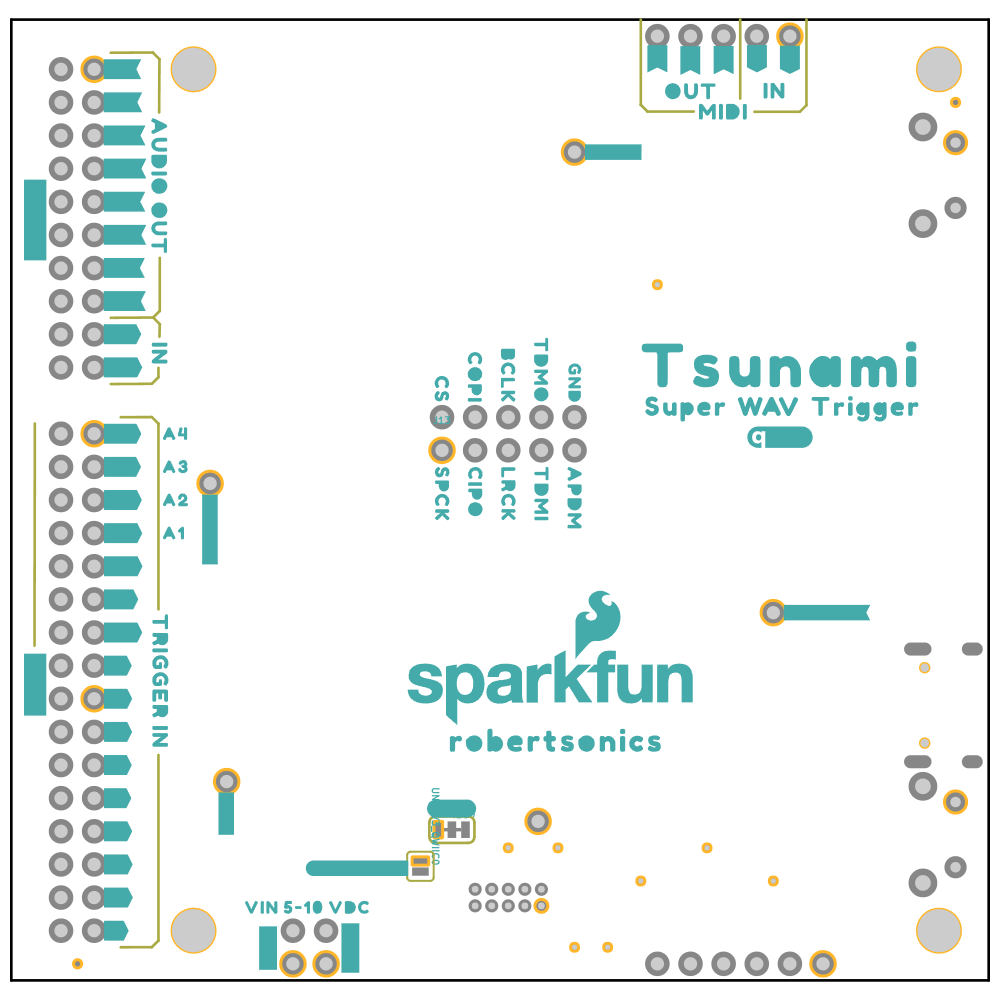 OUT IN
MIDI
AUDIO OUT
IN
Tsunami
Super WAV Trigger
q
CS COPI BCLK TDMO GND
SPCK CIPO LRCK TDMI APDM
A4
A3
A2
A1
TRIGGER IN
sparkfun
robertsonics
VIN 5-10 VDC